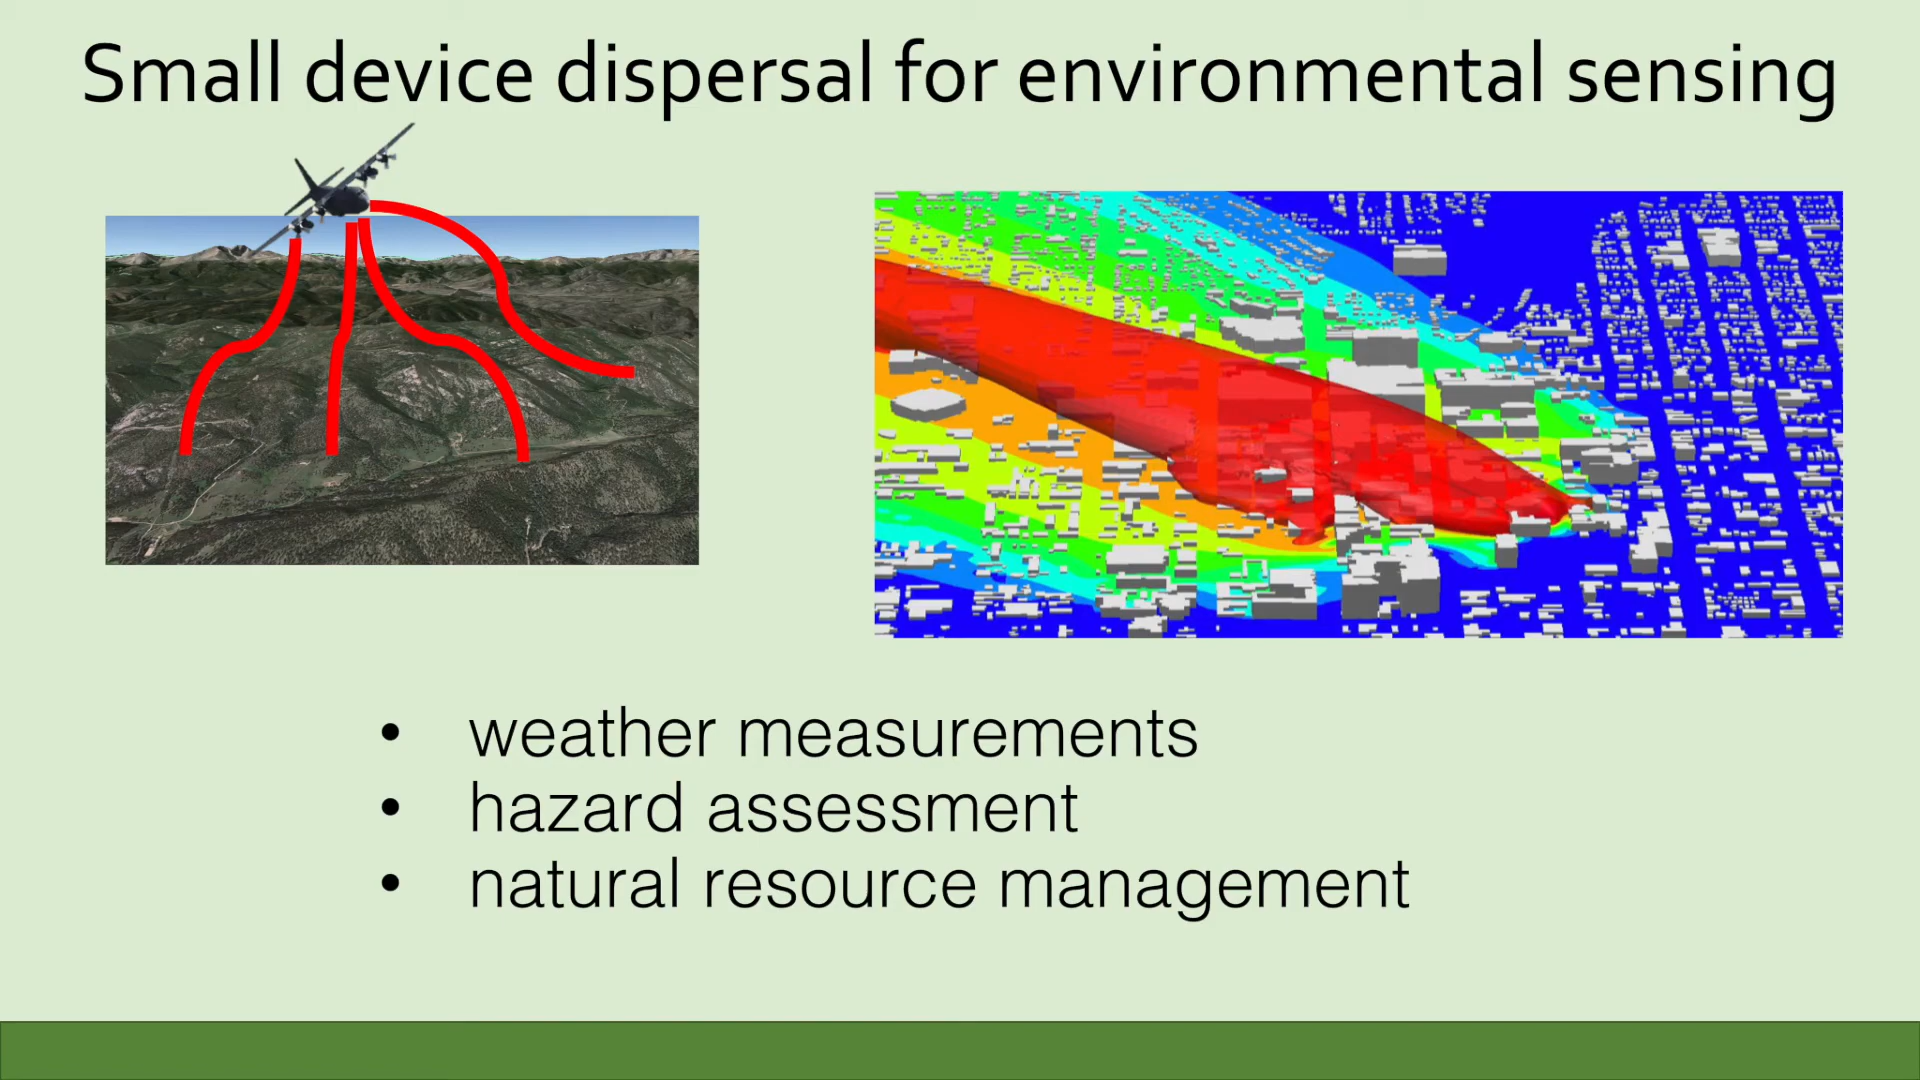 Small device dispersal for environmental sensing
• weather measurements
• hazard assessment
• natural resource management